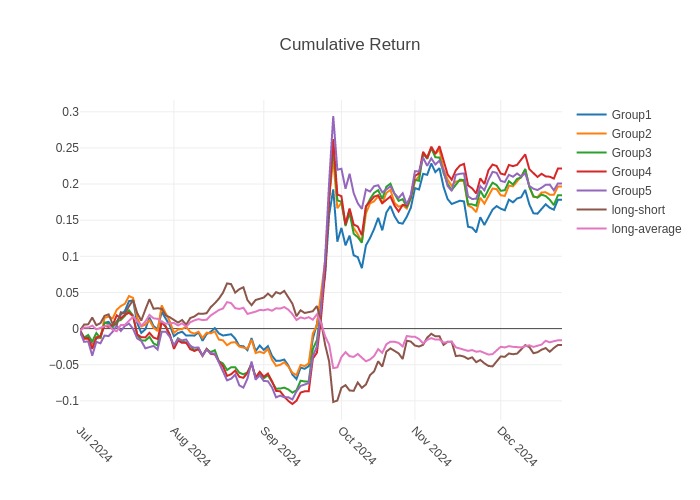 Cumulative Return
0.3
0.25
0.2
0.15
0.1
0.05
0
−0.05
−0.1
Jul 2024
Aug 2024
Sep 2024
Oct 2024
Nov 2024
Dec 2024
Group1
Group2
Group3
Group4
Group5
long-short
long-average